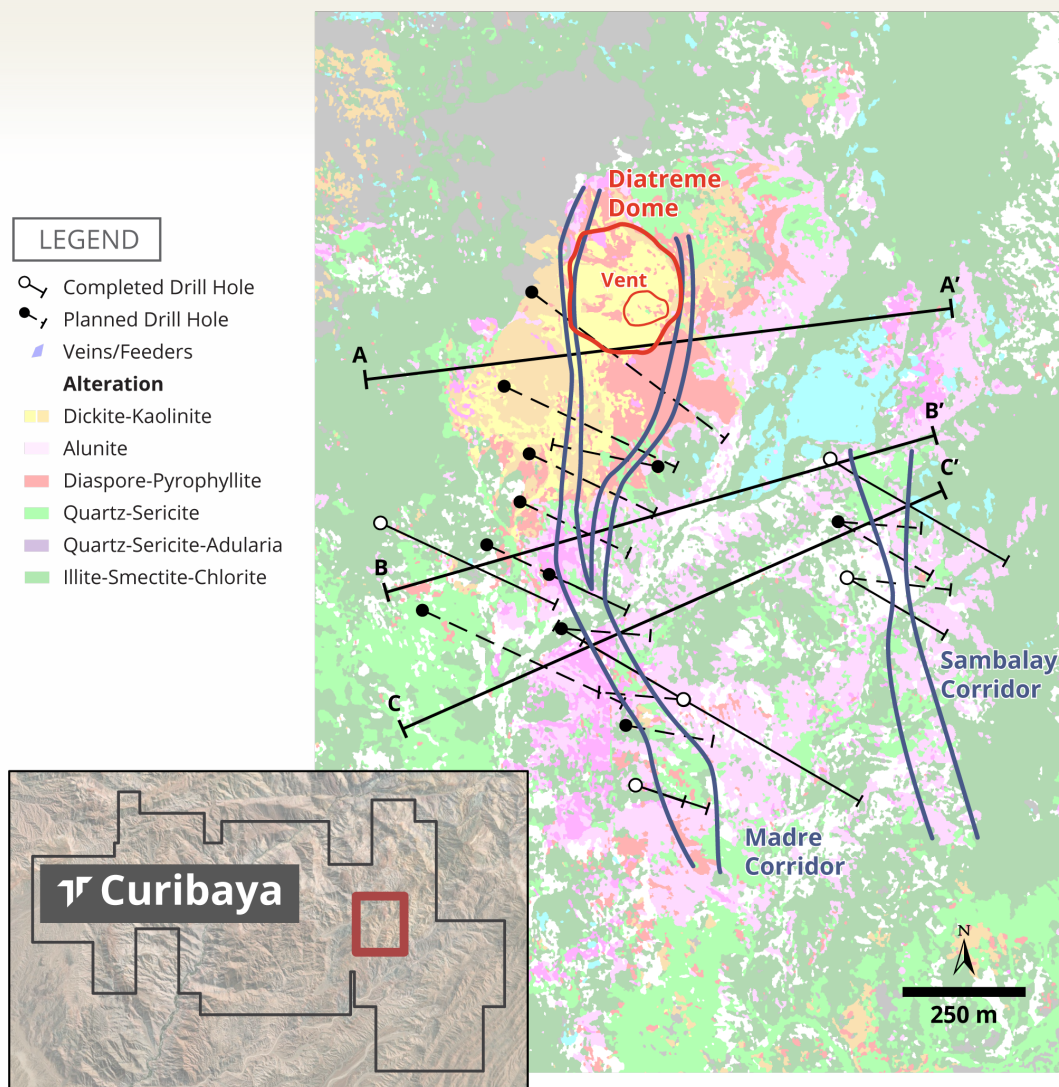 LEGEND
Completed Drill Hole
Planned Drill Hole
Veins/Feeders
Alteration
Dickite-Kaolinite
Alunite
Diaspore-Pyrophyllite
Quartz-Sericite
Quartz-Sericite-Adularia
Illite-Smectite-Chlorite
Diatreme
Dome
Vent
A
A’
B
B’
C
C’
Sambalay
Corridor
Madre
Corridor
Curibaya
N
250 m